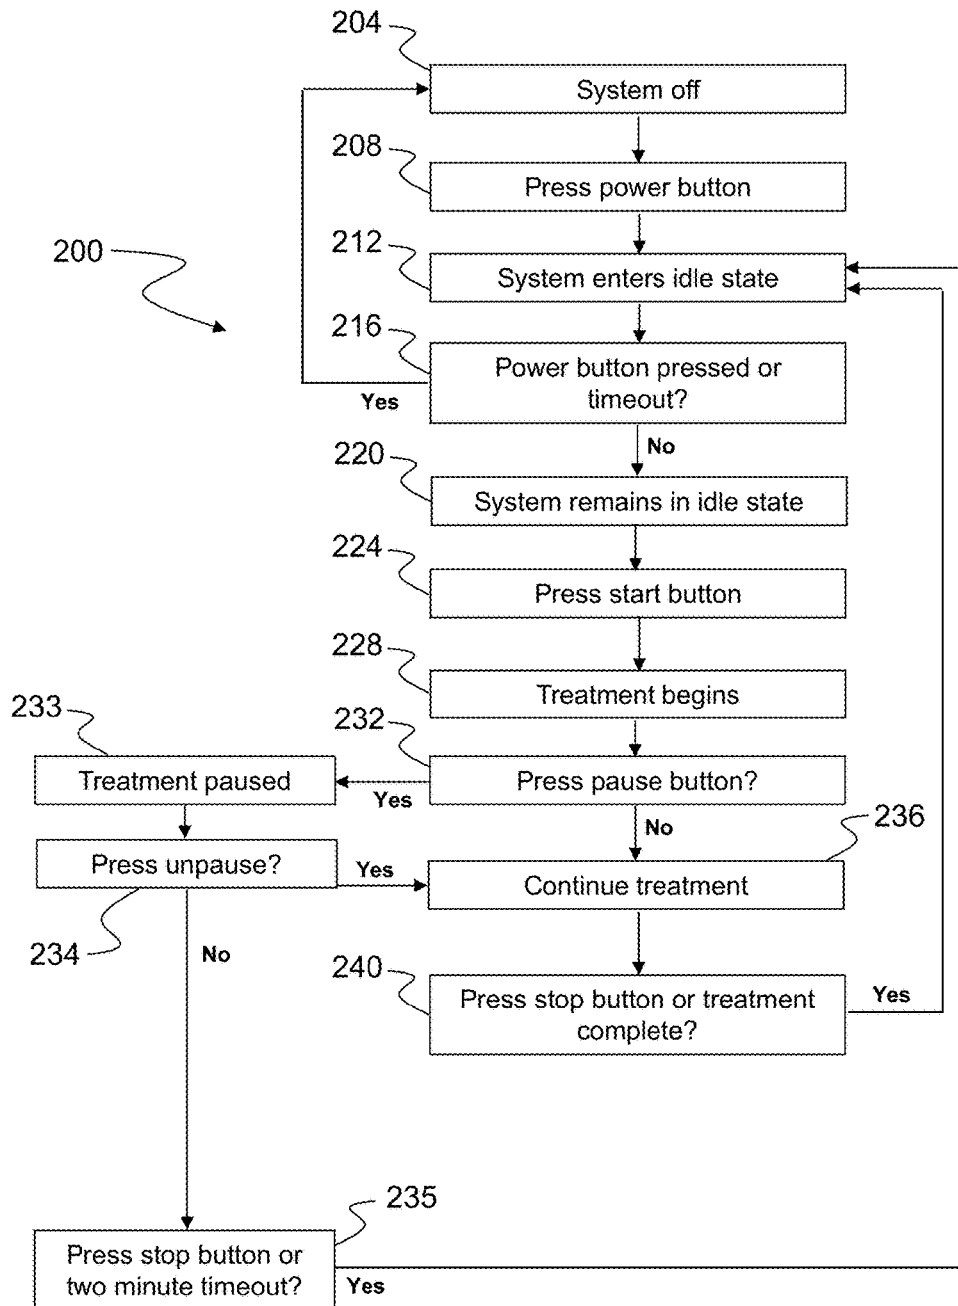 204
System off
208
Press power button
200
212
System enters idle state
216
Power button pressed or
timeout?
Yes
No
220
System remains in idle state
224
Press start button
228
Treatment begins
233
232
Treatment paused
Press pause button?
Yes
No
236
Press unpause?
Yes
Continue treatment
234
No
240
Press stop button or treatment
complete?
Yes
235
Press stop button or
two minute timeout?
Yes